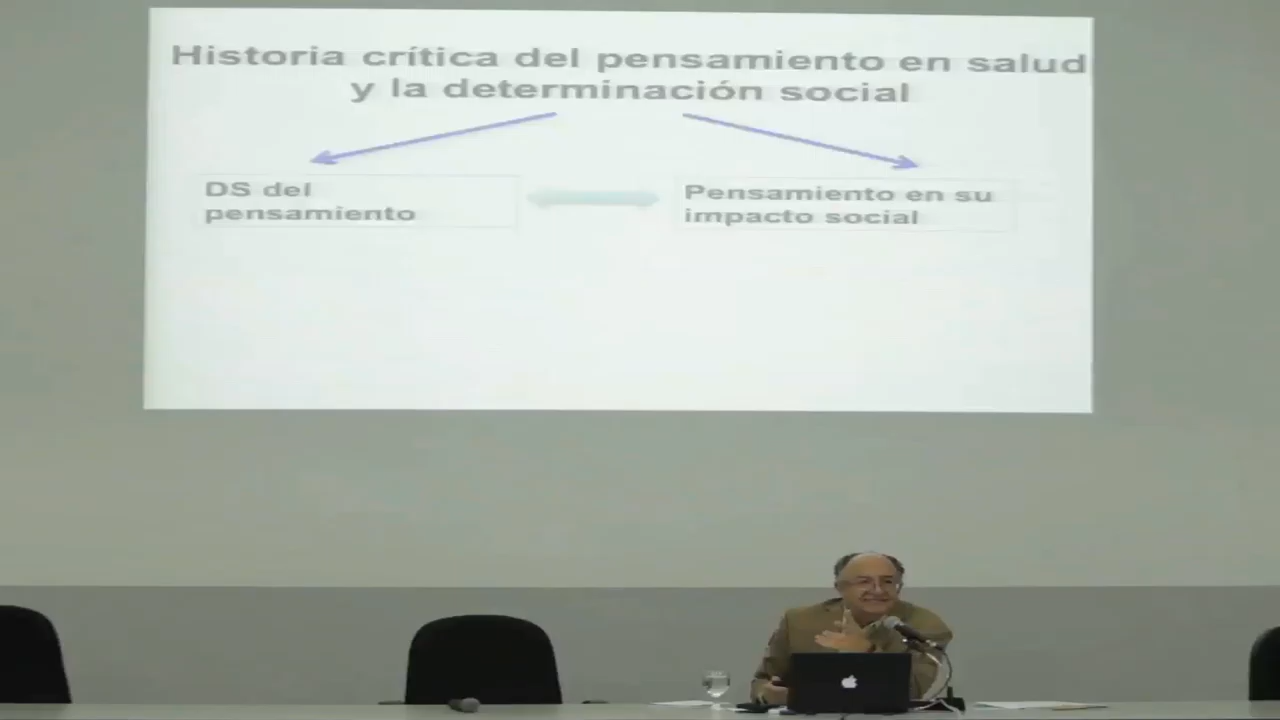 Historia crítica del pensamiento en salud
y la determinación social
DS del
pensamiento
Pensamiento en su
impacto social